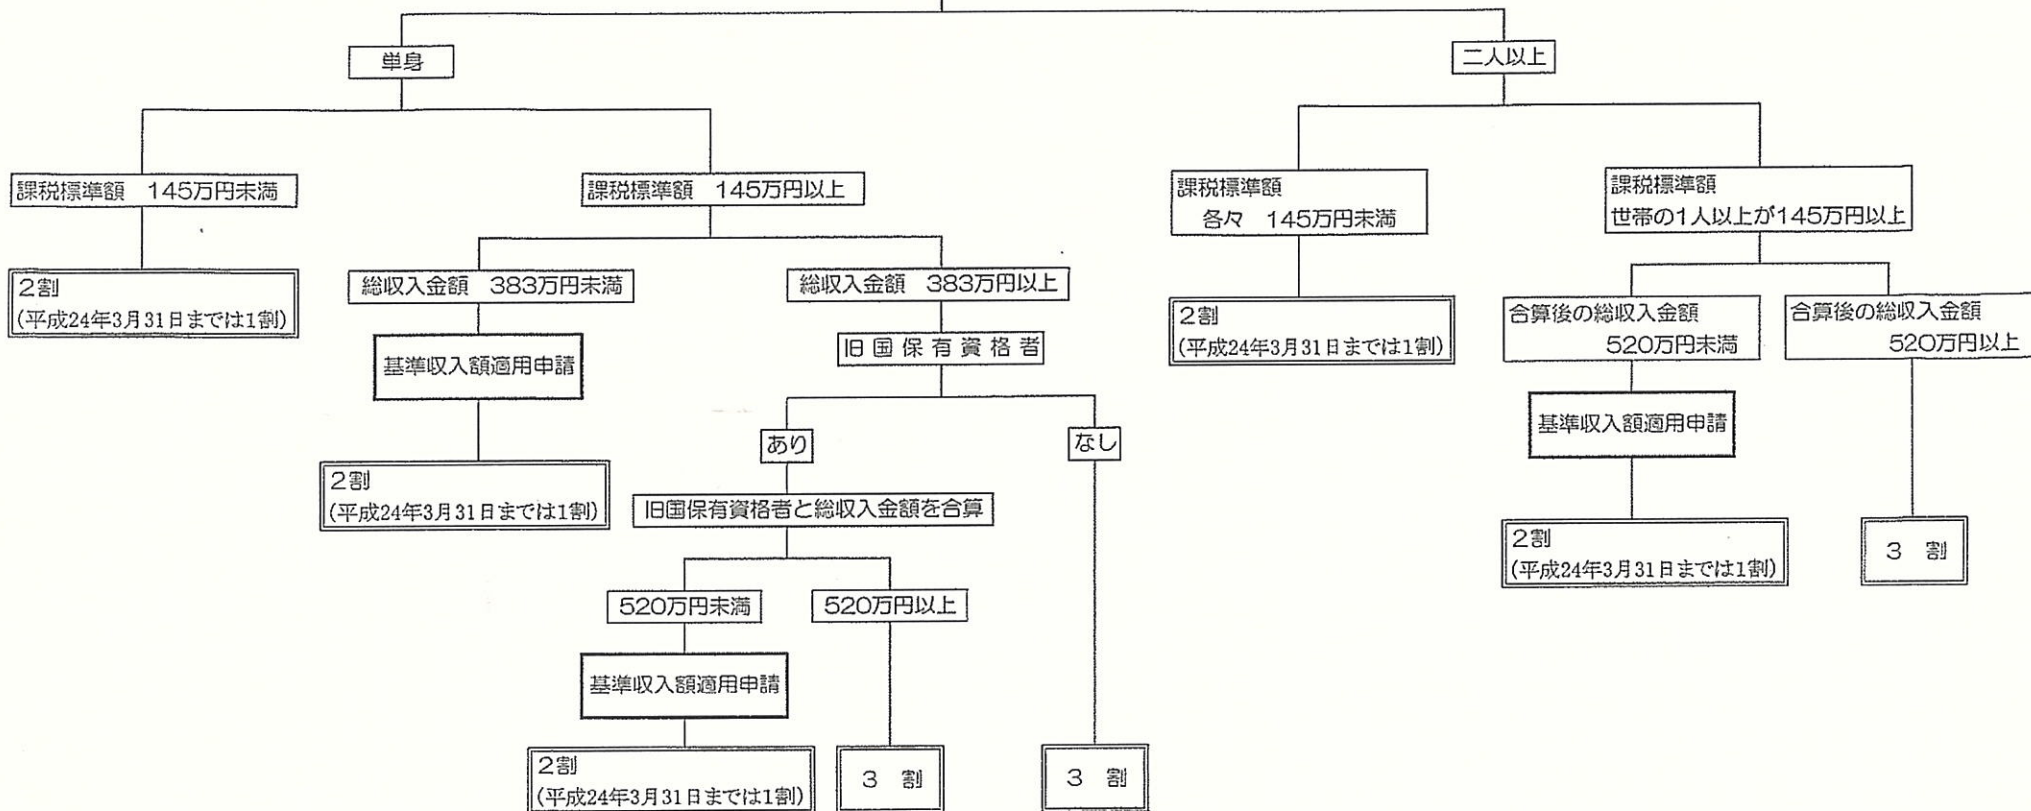 単身
二人以上
課税標準額 145万円未満
課税標準額 145万円以上
課税標準額
各々 145万円未満
課税標準額
世帯の1人以上が145万円以上
2割
(平成24年3月31日までは1割)
総収入金額 383万円未満
総収入金額 383万円以上
2割
(平成24年3月31日までは1割)
合算後の総収入金額
520万円未満
合算後の総収入金額
520万円以上
基準収入額適用申請
旧国保有資格者
基準収入額適用申請
あり
なし
2割
(平成24年3月31日までは1割)
旧国保有資格者と総収入金額を合算
2割
(平成24年3月31日までは1割)
3 割
520万円未満
520万円以上
基準収入額適用申請
2割
(平成24年3月31日までは1割)
3 割
3 割